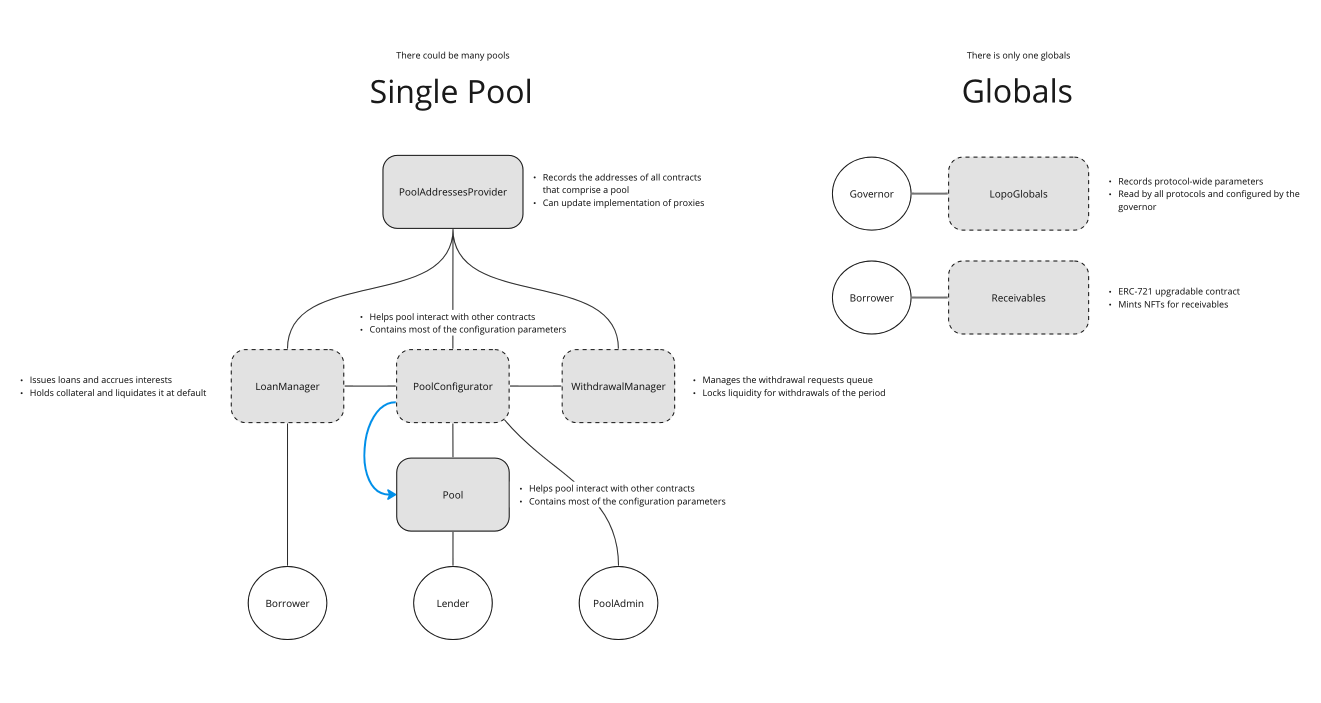 There could be many pools
Single Pool
PoolAddressesProvider
• Records the addresses of all contracts
that comprise a pool
• Can update implementation of proxies
• Helps pool interact with other contracts
• Contains most of the configuration parameters
• Issues loans and accrues interests
• Holds collateral and liquidates it at default
LoanManager
PoolConfigurator
WithdrawalManager
• Manages the withdrawal requests queue
• Locks liquidity for withdrawals of the period
Pool
• Helps pool interact with other contracts
• Contains most of the configuration parameters
Borrower
Lender
PoolAdmin
There is only one globals
Globals
Governor
LopoGlobals
• Records protocol-wide parameters
• Read by all protocols and configured by the
governor
Borrower
Receivables
• ERC-721 upgradable contract
• Mints NFTs for receivables